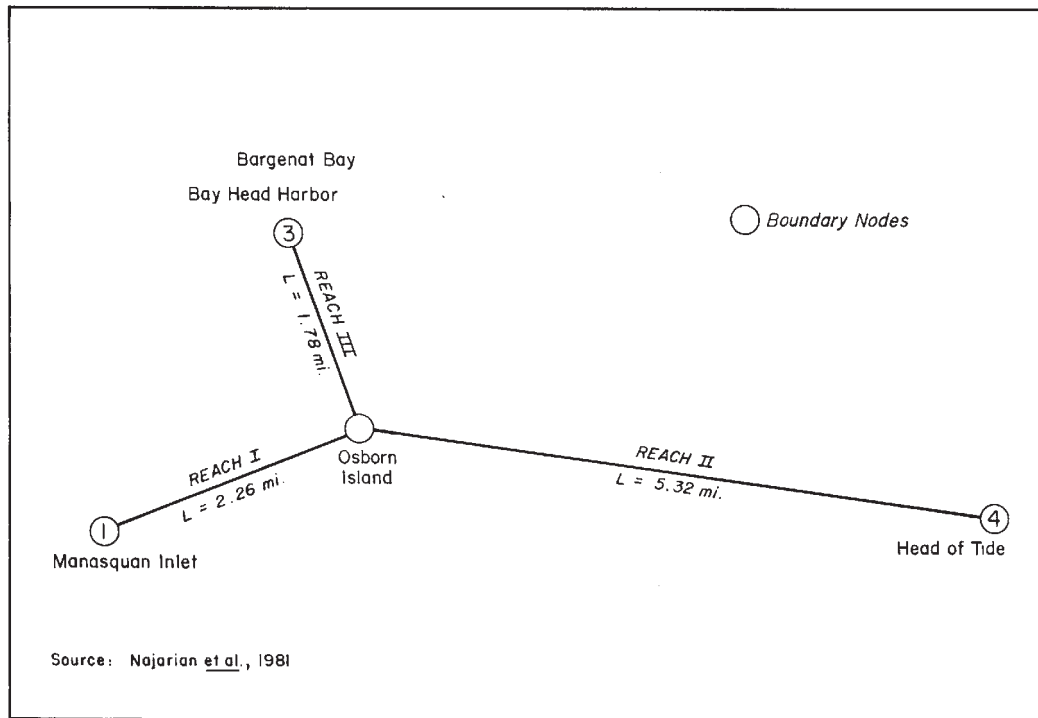 Bargenat Bay
Bay Head Harbor
3
Boundary Nodes
REACH III
L = 1.78 mi.
REACH I
L = 2.26 mi.
Osborn
Island
REACH II
L = 5.32 mi.
1
Manasquan Inlet
4
Head of Tide
Source: Najarian et al., 1981